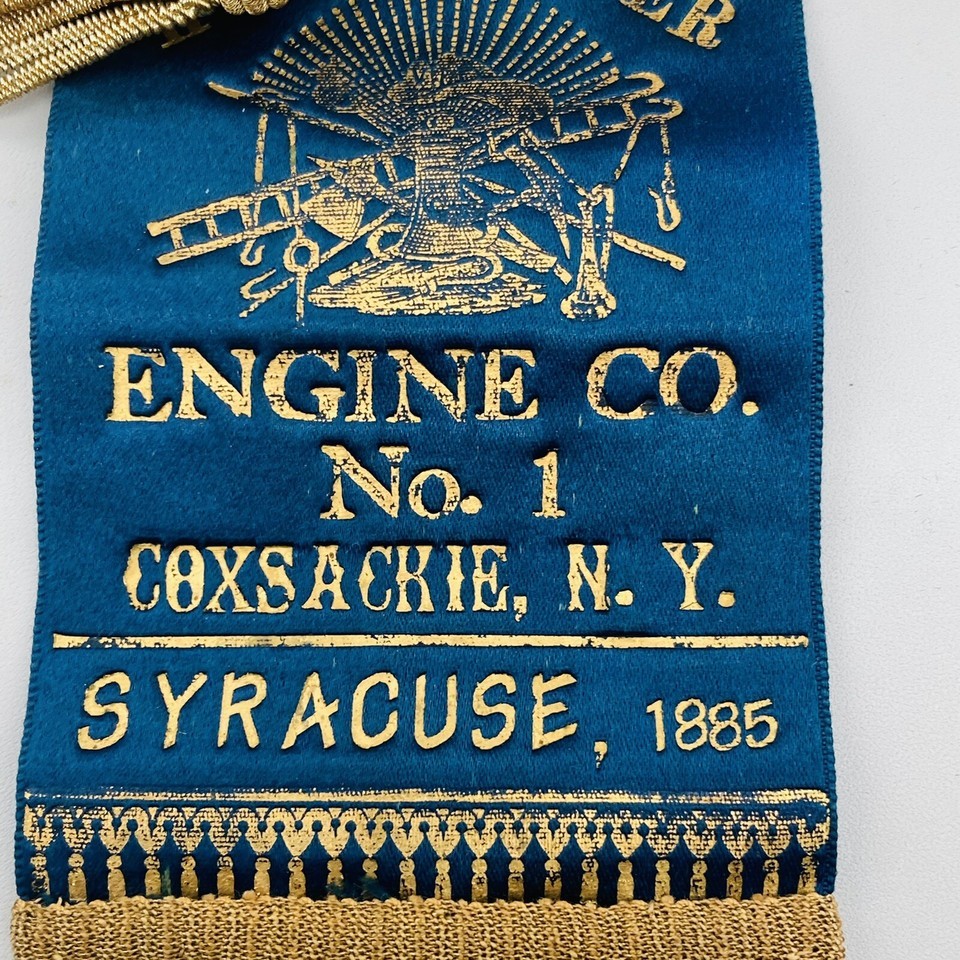 ENGINE CO.
No. 1
COXSACKIE, N. Y.
SYRACUSE, 1885